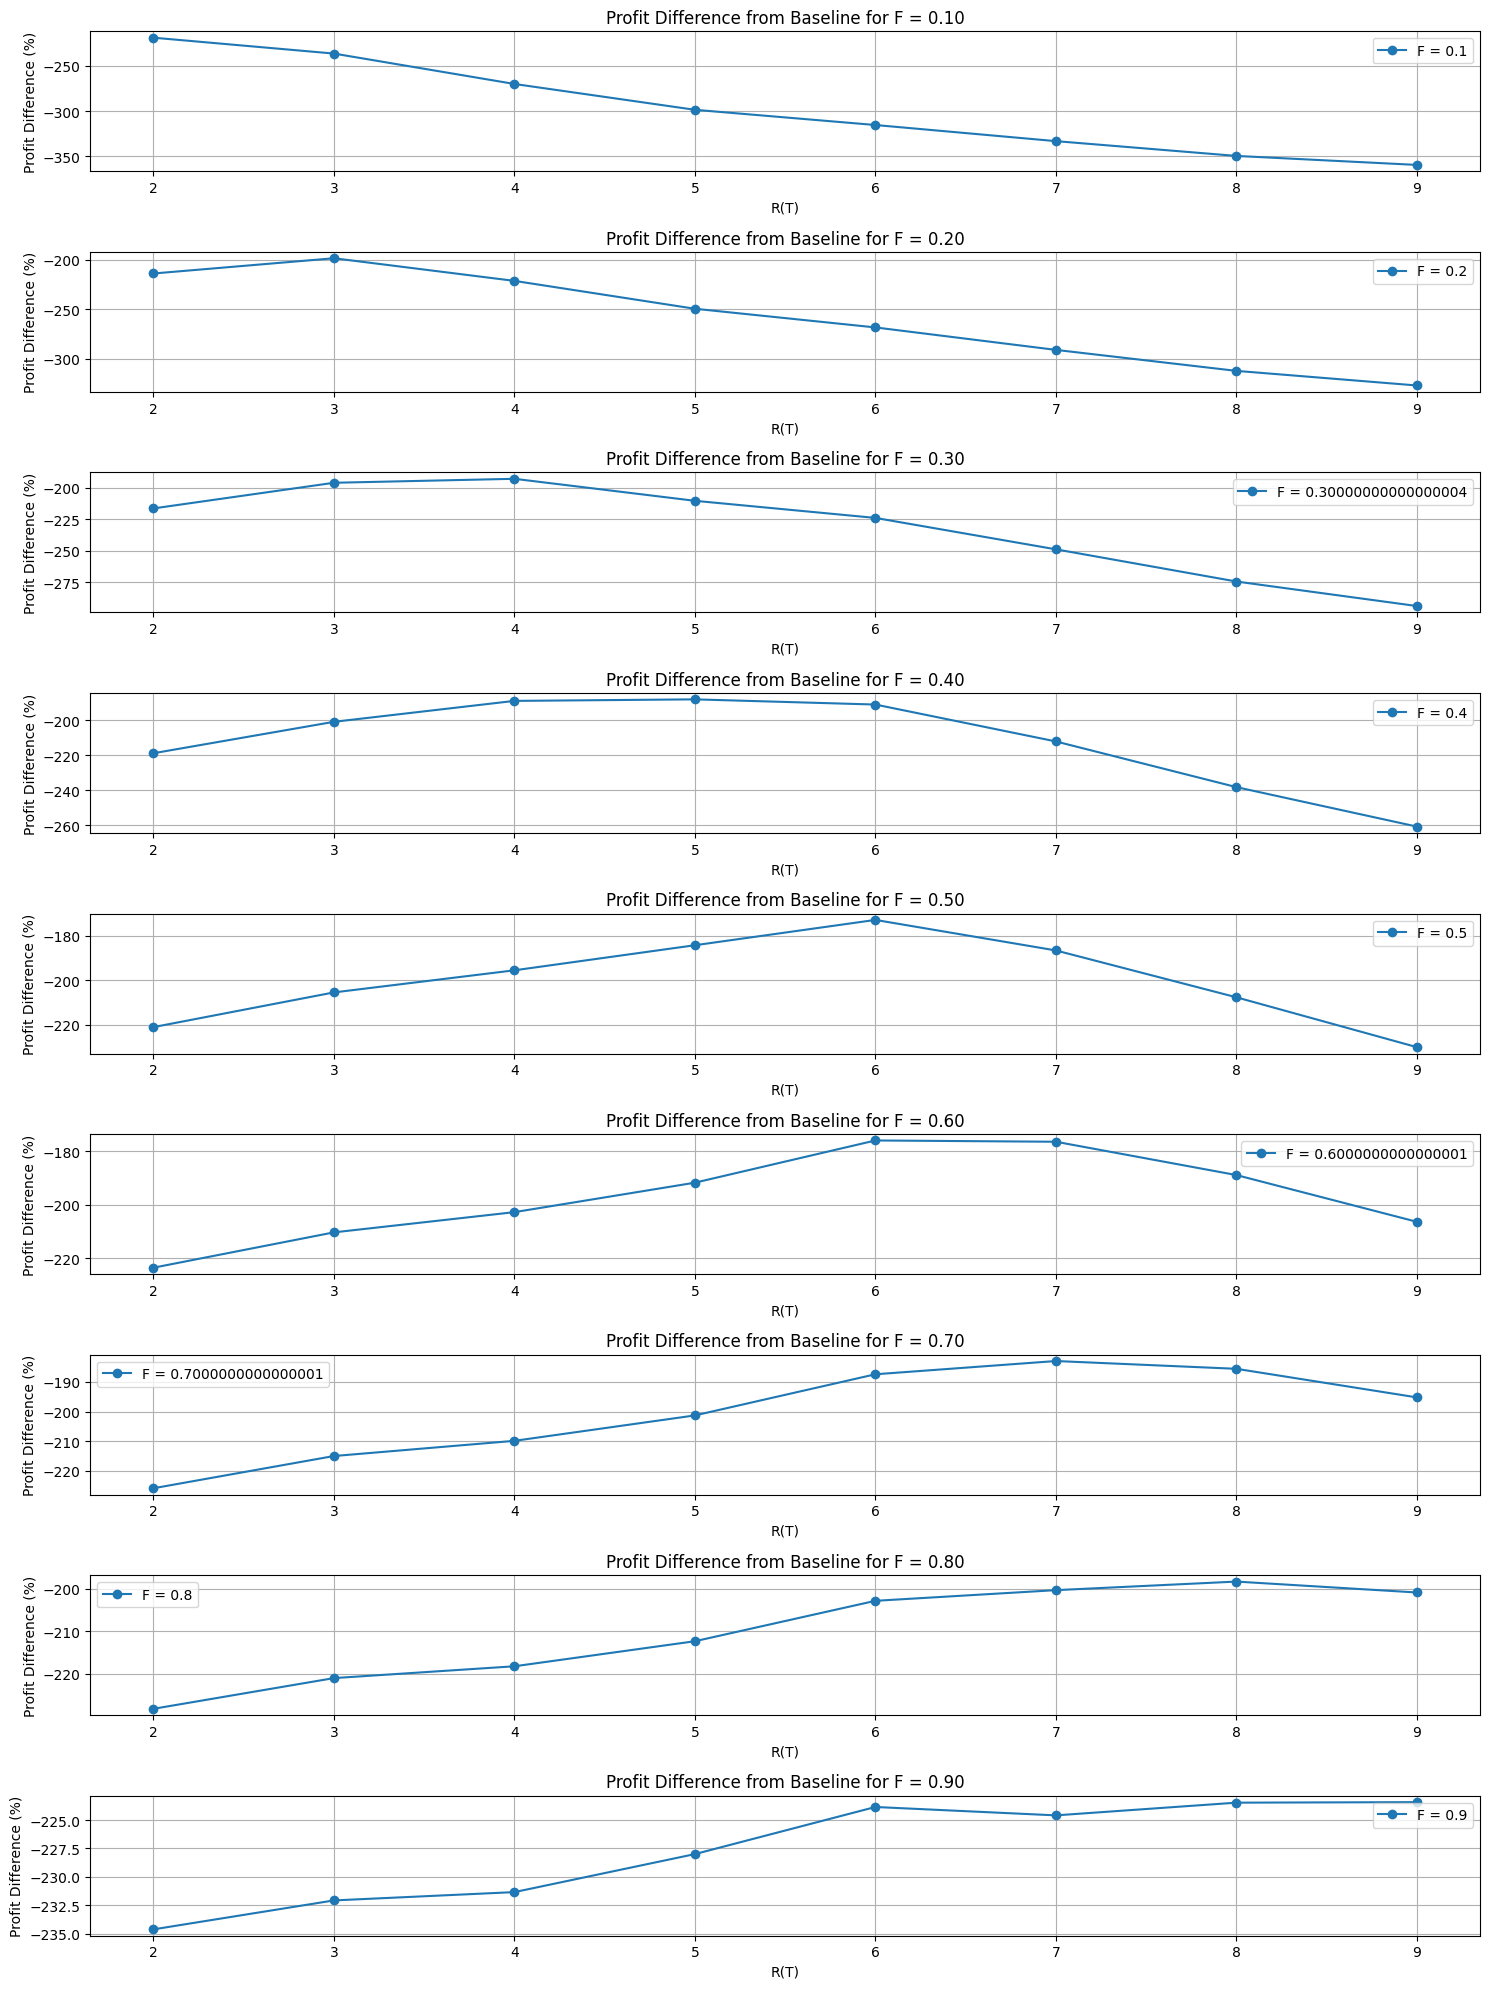 Profit Difference from Baseline for F = 0.10
Profit Difference (%)
−250
−300
−350
F = 0.1
2 3 4 5 6 7 8 9
R(T)
Profit Difference from Baseline for F = 0.20
Profit Difference (%)
−200
−250
−300
F = 0.2
2 3 4 5 6 7 8 9
R(T)
Profit Difference from Baseline for F = 0.30
Profit Difference (%)
−200
−225
−250
−275
F = 0.30000000000000004
2 3 4 5 6 7 8 9
R(T)
Profit Difference from Baseline for F = 0.40
Profit Difference (%)
−200
−220
−240
−260
F = 0.4
2 3 4 5 6 7 8 9
R(T)
Profit Difference from Baseline for F = 0.50
Profit Difference (%)
−180
−200
−220
F = 0.5
2 3 4 5 6 7 8 9
R(T)
Profit Difference from Baseline for F = 0.60
Profit Difference (%)
−180
−200
−220
F = 0.6000000000000001
2 3 4 5 6 7 8 9
R(T)
Profit Difference from Baseline for F = 0.70
Profit Difference (%)
−190
−200
−210
−220
F = 0.7000000000000001
2 3 4 5 6 7 8 9
R(T)
Profit Difference from Baseline for F = 0.80
Profit Difference (%)
−200
−210
−220
F = 0.8
2 3 4 5 6 7 8 9
R(T)
Profit Difference from Baseline for F = 0.90
Profit Difference (%)
−225.0
−227.5
−230.0
−232.5
−235.0
F = 0.9
2 3 4 5 6 7 8 9
R(T)